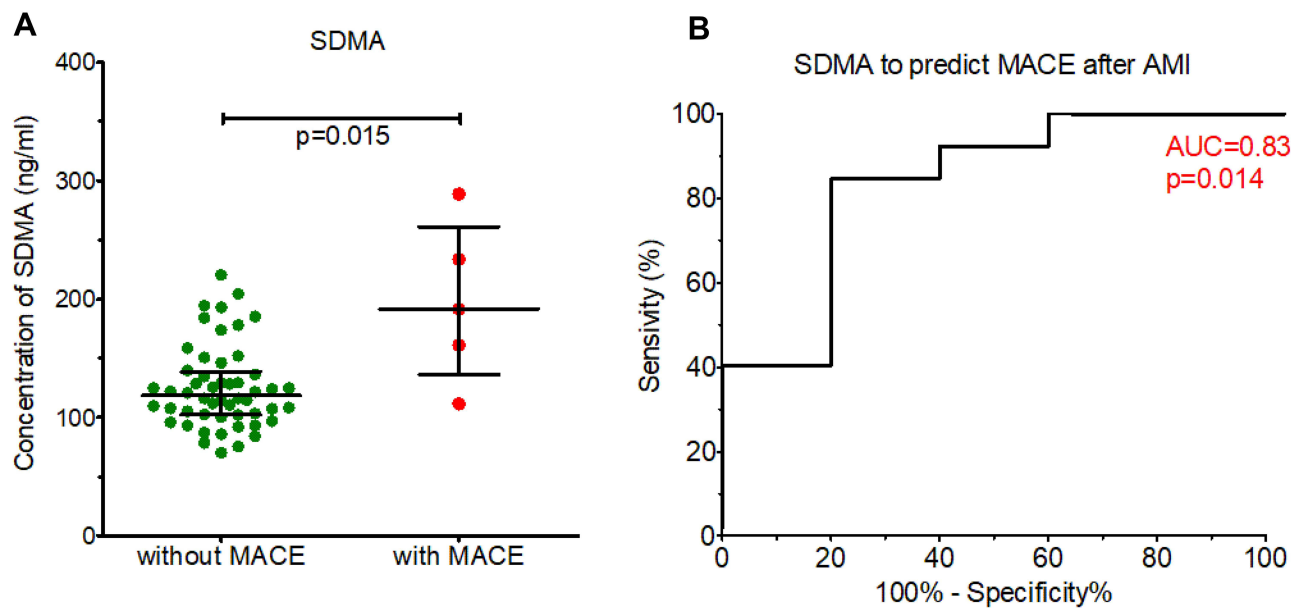 A
SDMA
400
300
200
100
0
Concentration of SDMA (ng/ml)
p=0.015
without MACE
with MACE
B
SDMA to predict MACE after AMI
100
80
60
40
20
0
Sensivity (%)
AUC=0.83
p=0.014
0 20 40 60 80 100
100% - Specificity%